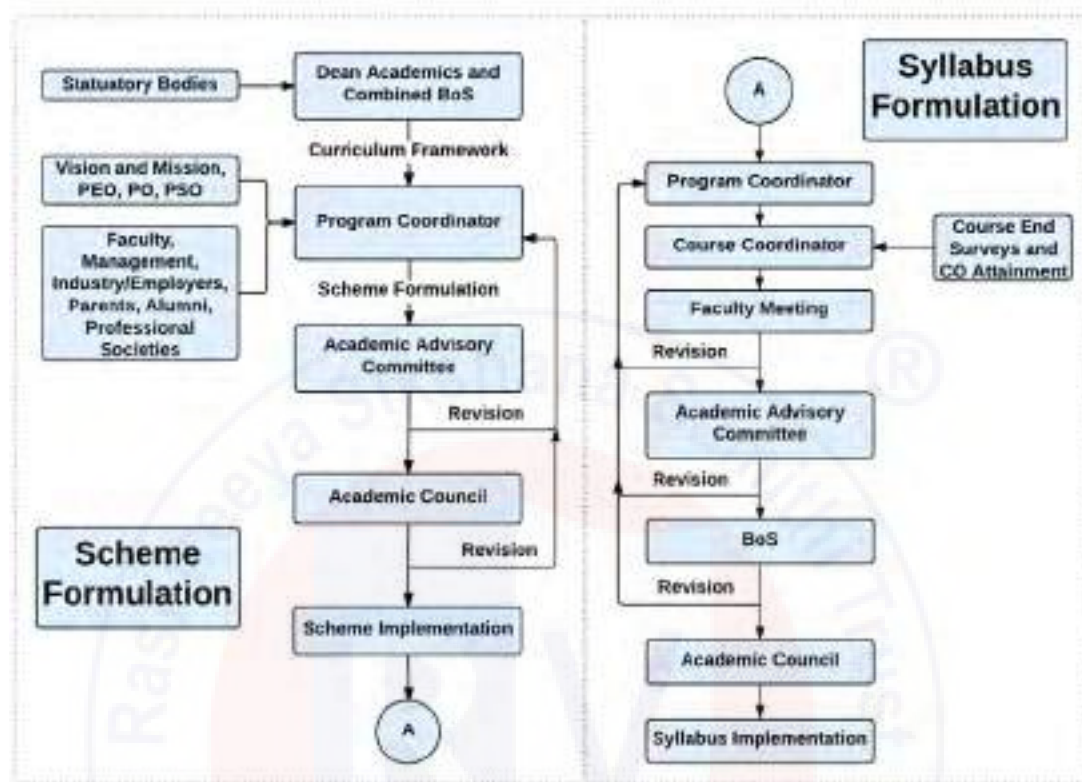 Statuatory Bodies
Dean Academics and
Combined BoS
Curriculum Framework
Vision and Mission,
PEO, PO, PSO
Program Coordinator
Faculty,
Management,
Industry/Employers,
Parents, Alumni,
Professional
Societies
Scheme Formulation
Academic Advisory
Committee
Revision
Academic Council
Revision
Scheme
Formulation
Scheme Implementation
A
Syllabus
Formulation
A
Program Coordinator
Course Coordinator
Course End
Surveys and
CO Attainment
Faculty Meeting
Revision
Academic Advisory
Committee
Revision
BoS
Revision
Academic Council
Syllabus Implementation
RV
®
Trust